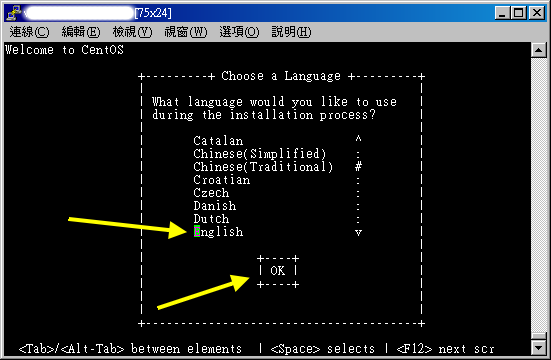 [75x24]
連線(C) 編輯(E) 檢視(V) 視窗(W) 選項(O) 說明(H)
Welcome to CentOS
Choose a Language
What language would you like to use
during the installation process?
Catalan ^
Chinese(Simplified) :
Chinese(Traditional) #
Croatian :
Czech :
Danish :
Dutch :
English v
OK
<Tab>/<Alt-Tab> between elements | <Space> selects | <F12> next scr